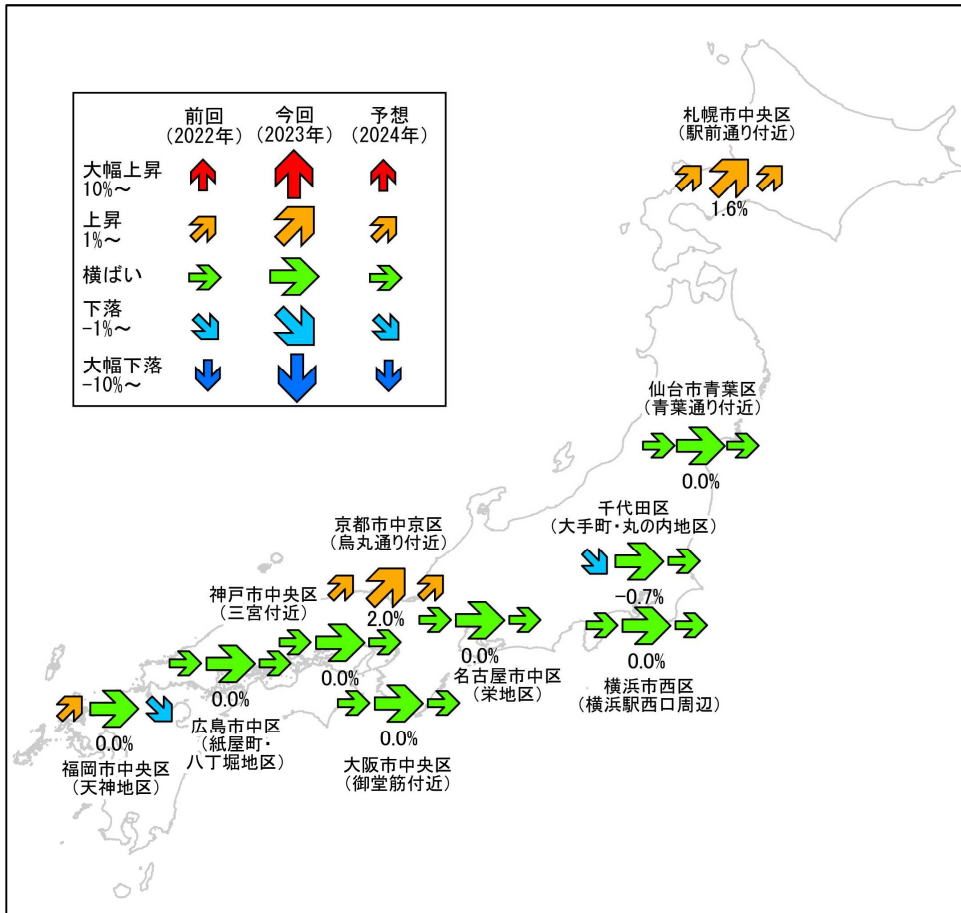 前回
(2022年)
今回
(2023年)
予想
(2024年)
大幅上昇
10%~
上昇
1%~
横ばい
下落
-1%~
大幅下落
-10%~
札幌市中央区
(駅前通り付近)
1.6%
仙台市青葉区
(青葉通り付近)
0.0%
千代田区
(大手町・丸の内地区)
-0.7%
0.0%
横浜市西区
(横浜駅西口周辺)
京都市中京区
(烏丸通り付近)
2.0%
0.0%
名古屋市中区
(栄地区)
神戸市中央区
(三宮付近)
0.0%
0.0%
大阪市中央区
(御堂筋付近)
0.0%
広島市中区
(紙屋町・
八丁堀地区)
0.0%
福岡市中央区
(天神地区)